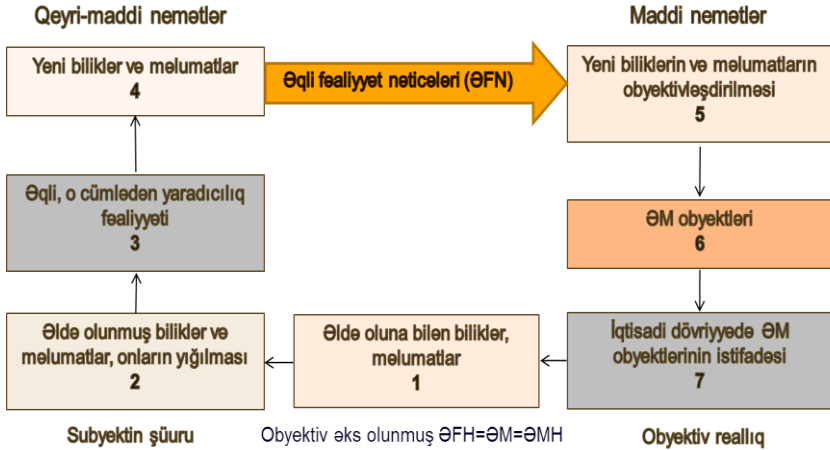 Qeyri-maddi nemətlər
Maddi nemətlər
Yeni biliklər və məlumatlar
4
Əqli fəaliyyət nəticələri (ƏFN)
Yeni biliklərin və məlumatların
obyektivləşdirilməsi
5
Əqli, o cümlədən yaradıcılıq
fəaliyyəti
3
ƏM obyektləri
6
Əldə olunmuş biliklər və
məlumatlar, onların yığılması
2
Əldə oluna bilən biliklər,
məlumatlar
1
İqtisadi dövriyyədə ƏM
obyektlərinin istifadəsi
7
Subyektin şüuru
Obyektiv əks olunmuş ƏFH=ƏM=ƏMH
Obyektiv reallıq